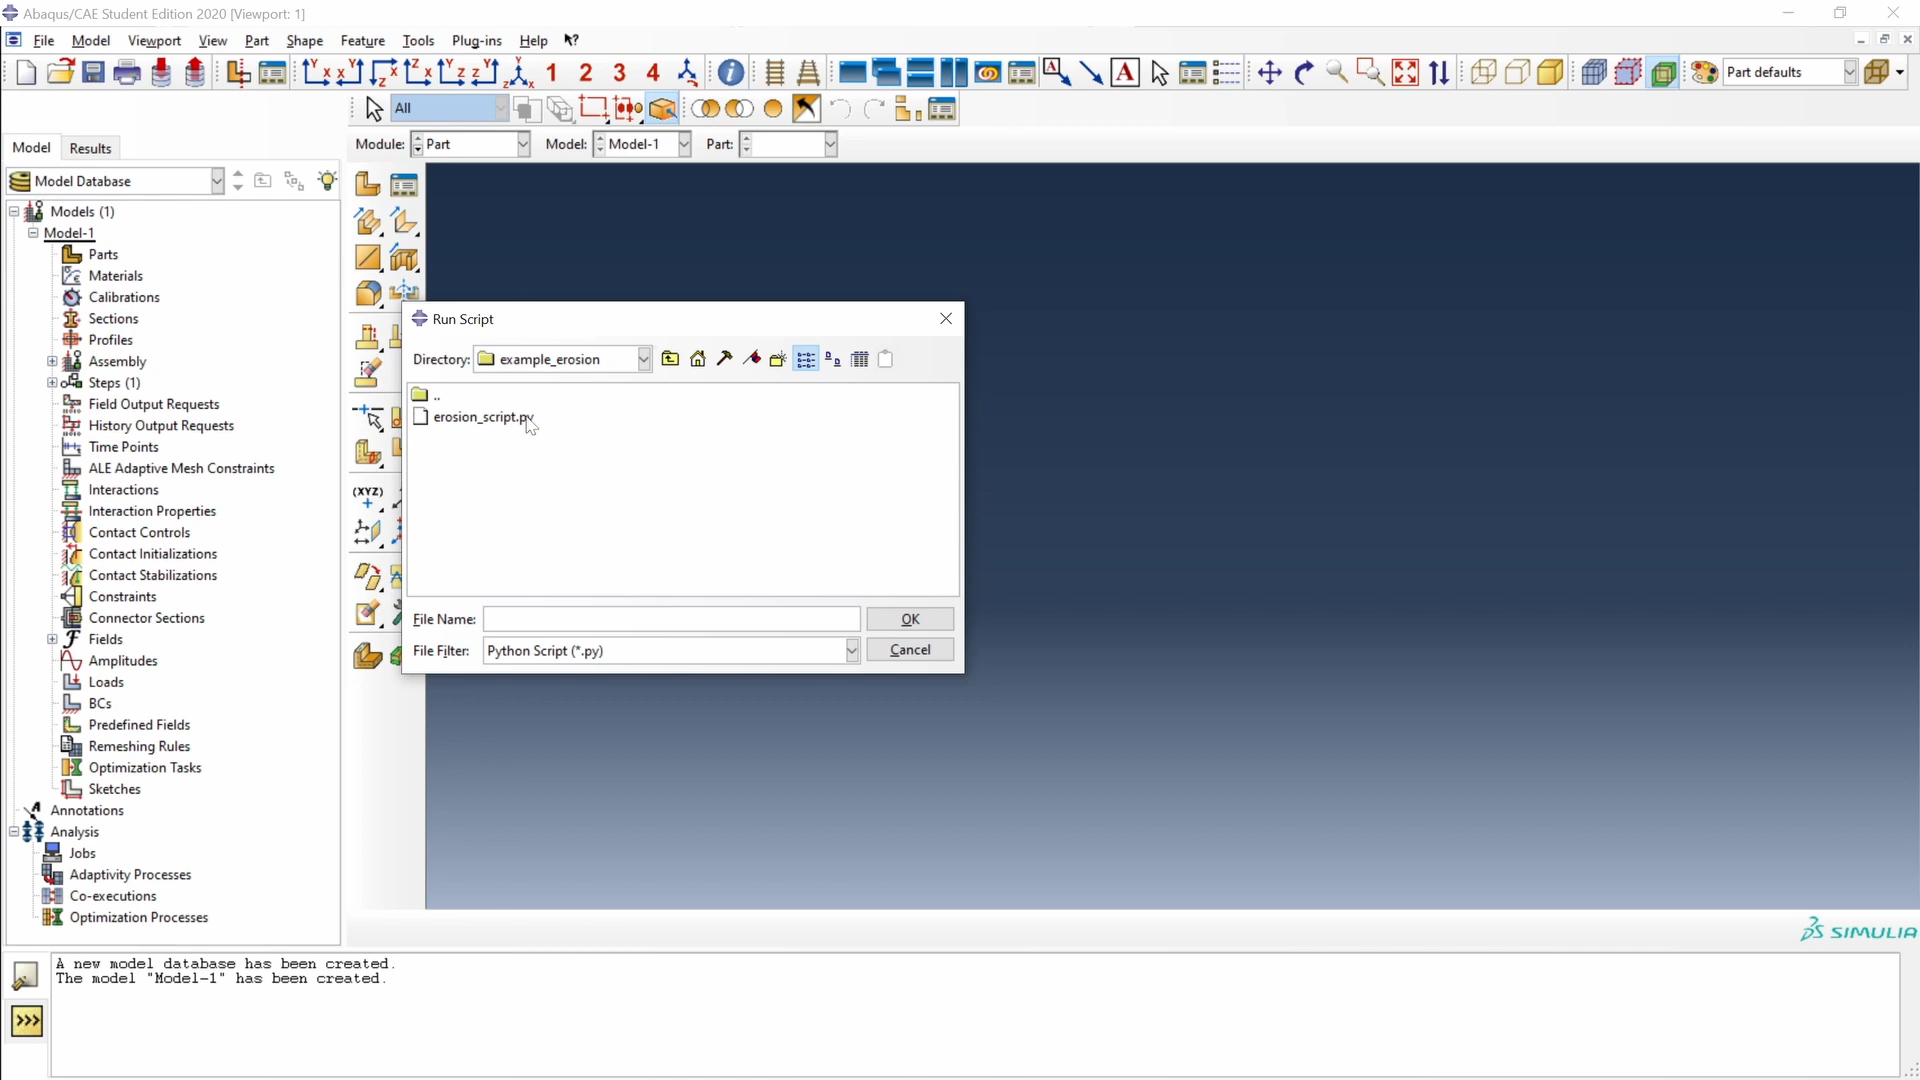 Abaqus/CAE Student Edition 2020 [Viewport: 1]
File Model Viewport View Part Shape Feature Tools Plug-ins Help
1 2 3 4 Part defaults
All
Module: Part Model: Model-1 Part:
Model Results
Model Database
Models (1)
Model-1
Parts
Materials
Calibrations
Sections
Profiles
Assembly
Steps (1)
Field Output Requests
History Output Requests
Time Points
ALE Adaptive Mesh Constraints
Interactions
Interaction Properties
Contact Controls
Contact Initializations
Contact Stabilizations
Constraints
Connector Sections
Fields
Amplitudes
Loads
BCs
Predefined Fields
Remeshing Rules
Optimization Tasks
Sketches
Annotations
Analysis
Jobs
Adaptivity Processes
Co-executions
Optimization Processes
(XYZ)
Run Script
Directory: example_erosion
..
erosion_script.py
File Name: OK
File Filter: Python Script (*.py) Cancel
SIMULIA
A new model database has been created.
The model "Model-1" has been created.
>>>